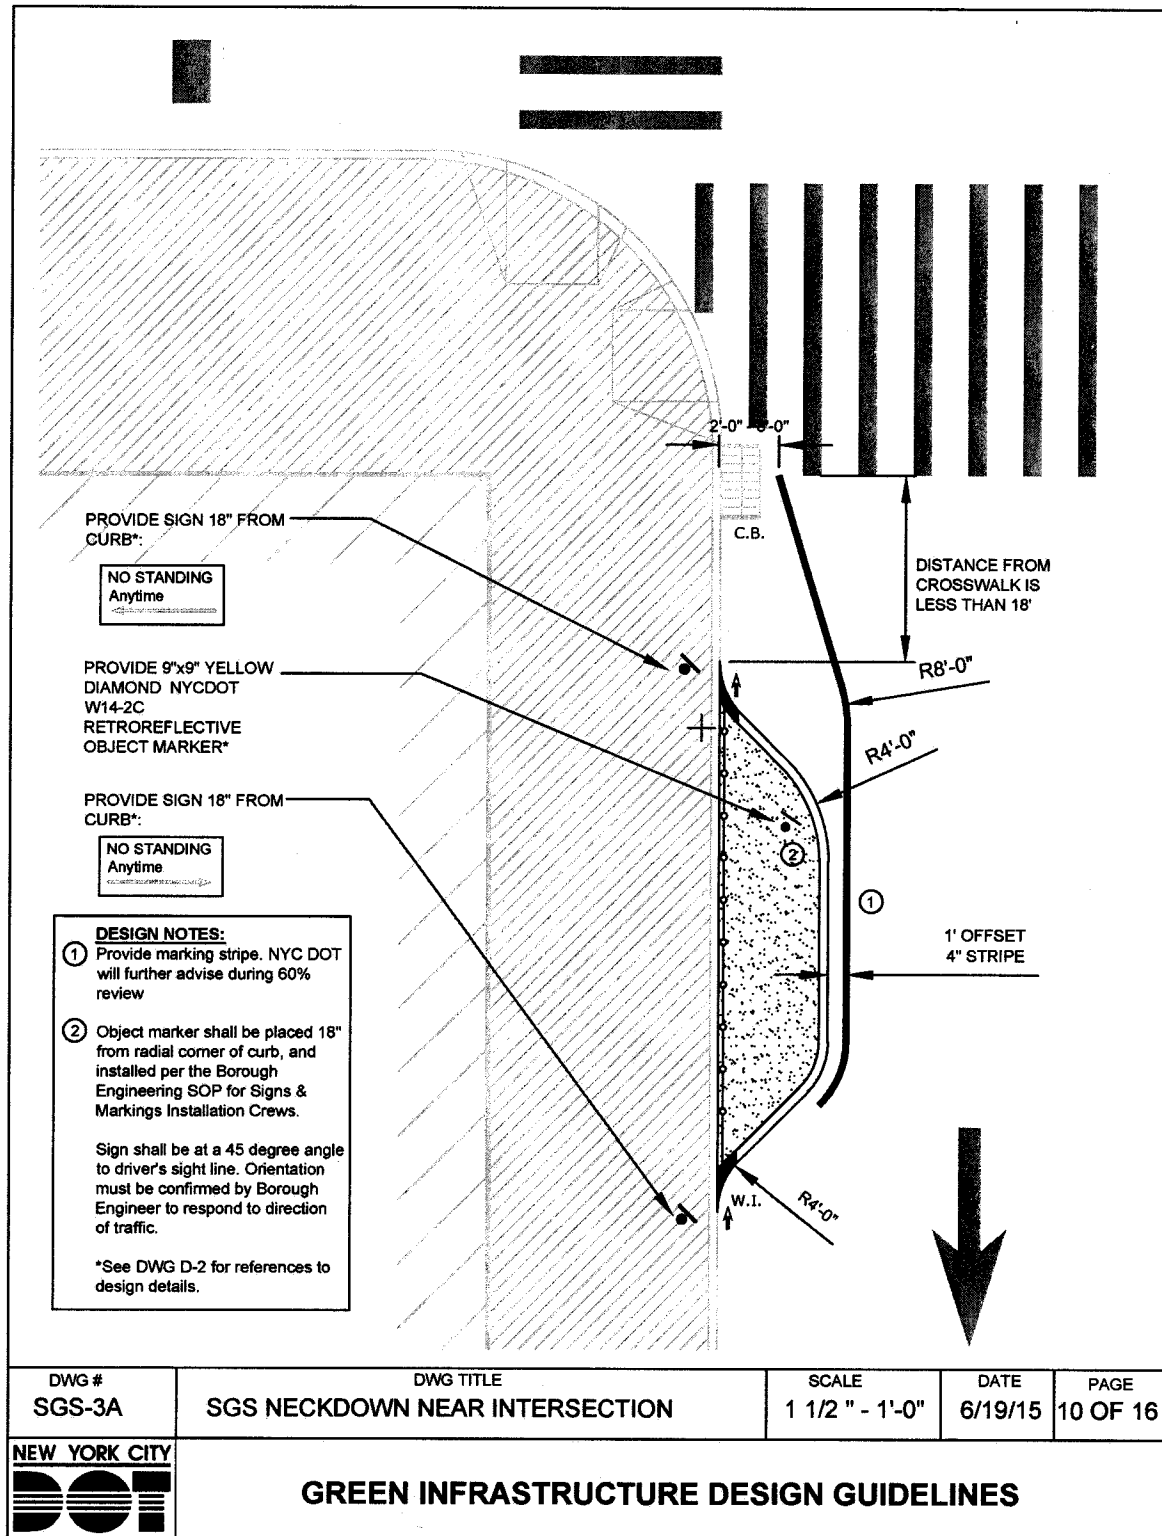 2'-0" - 8'-0"
PROVIDE SIGN 18" FROM
CURB*:
NO STANDING
Anytime
C.B.
DISTANCE FROM
CROSSWALK IS
LESS THAN 18'
PROVIDE 9"x9" YELLOW
DIAMOND NYCDOT
W14-2C
RETROREFLECTIVE
OBJECT MARKER*
R8'-0"
R4'-0"
PROVIDE SIGN 18" FROM
CURB*:
NO STANDING
Anytime
2
1
1' OFFSET
4" STRIPE
DESIGN NOTES:
1 Provide marking stripe. NYC DOT
will further advise during 60%
review
2 Object marker shall be placed 18"
from radial corner of curb, and
installed per the Borough
Engineering SOP for Signs &
Markings Installation Crews.
Sign shall be at a 45 degree angle
to driver's sight line. Orientation
must be confirmed by Borough
Engineer to respond to direction
of traffic.
*See DWG D-2 for references to
design details.
W.I.
R4'-0"
DWG #
SGS-3A
DWG TITLE
SGS NECKDOWN NEAR INTERSECTION
SCALE
1 1/2 " - 1'-0"
DATE
6/19/15
PAGE
10 OF 16
NEW YORK CITY
DOT
GREEN INFRASTRUCTURE DESIGN GUIDELINES